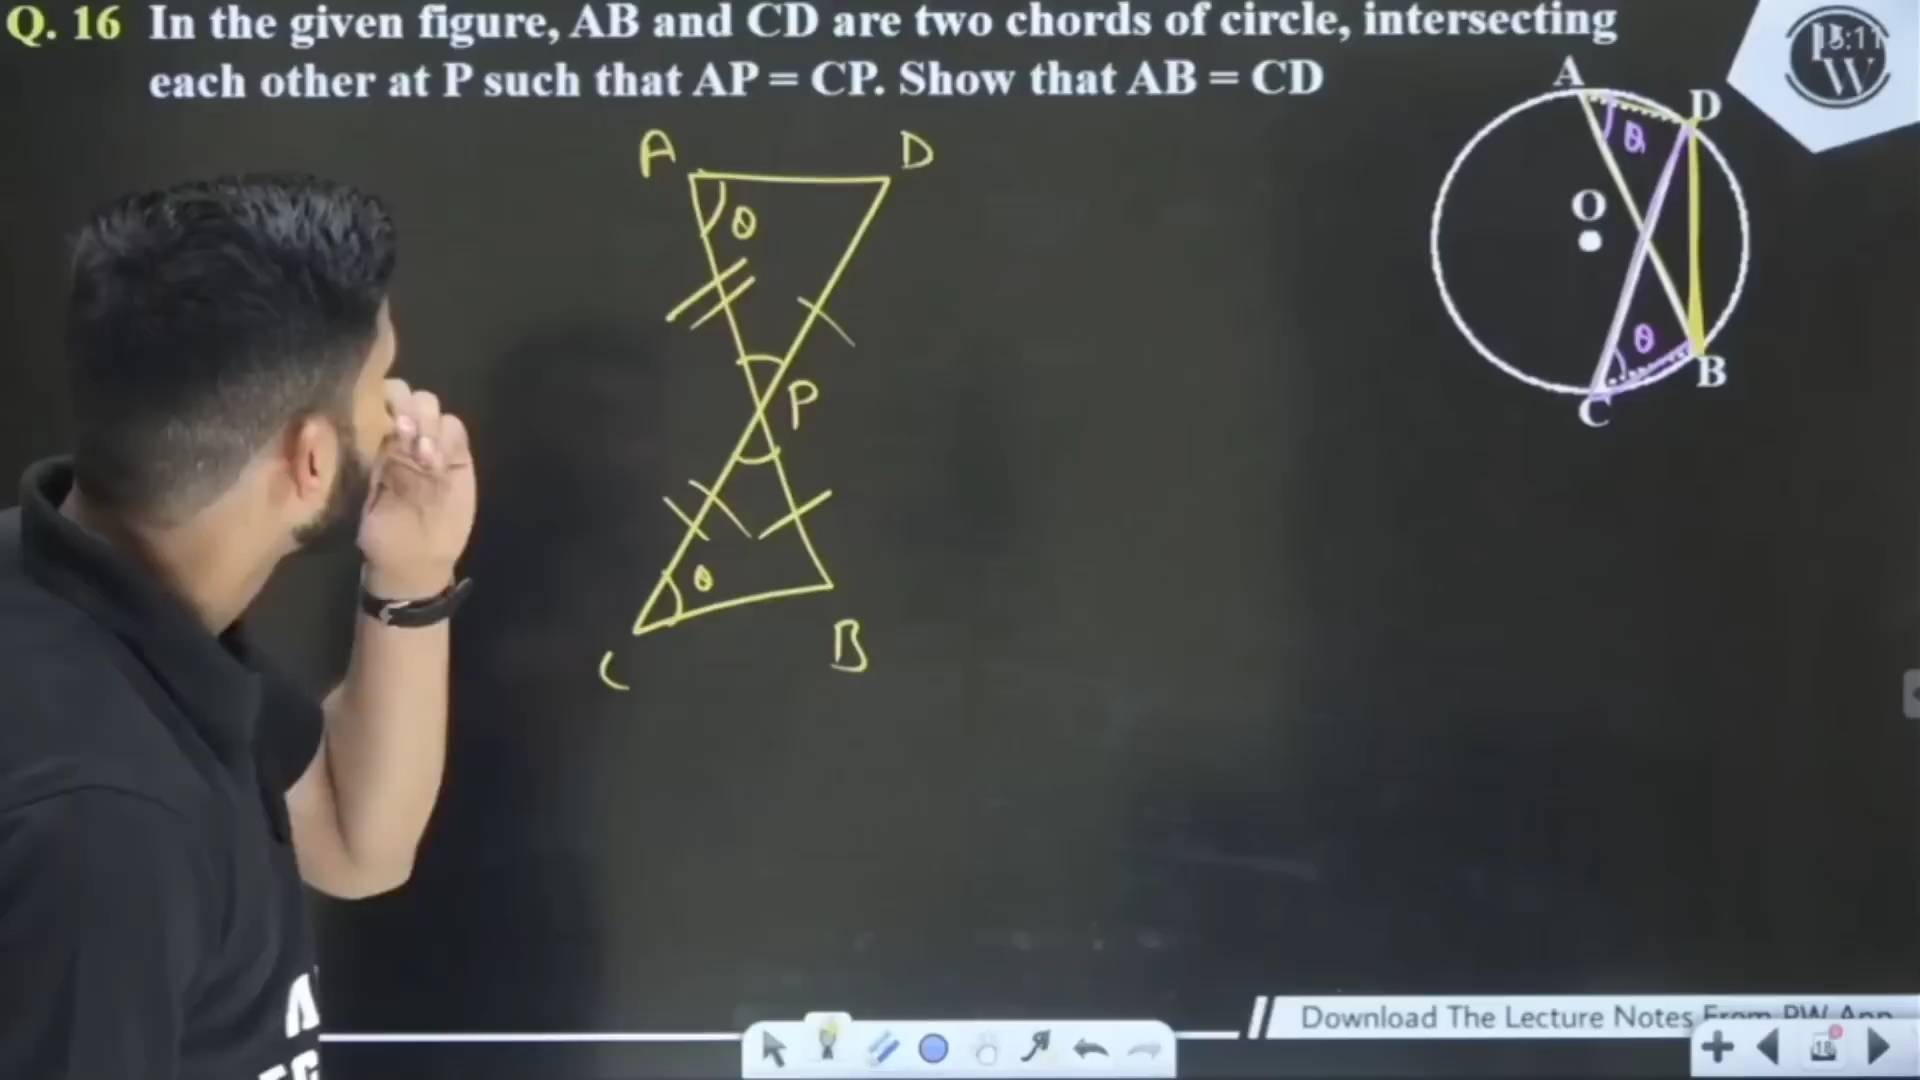 Q. 16 In the given figure, AB and CD are two chords of circle, intersecting
each other at P such that AP = CP. Show that AB = CD
A
D
θ
P
θ
C
B
A
D
θ
O
θ
B
C
Download The Lecture Notes From PW App
18